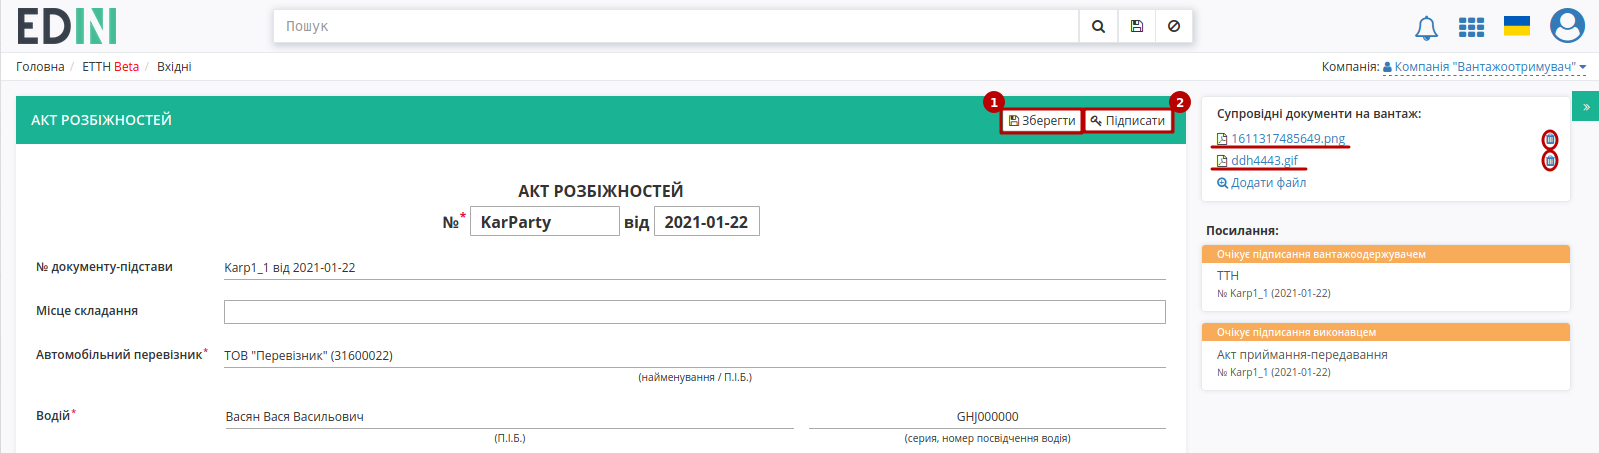 EDIN
Пошук
Головна / ЕТТН Beta / Вхідні
Компанія: Компанія "Вантажоотримувач"
АКТ РОЗБІЖНОСТЕЙ
1
Зберегти
2
Підписати
АКТ РОЗБІЖНОСТЕЙ
№* KarParty від 2021-01-22
№ документу-підстави Karp1_1 від 2021-01-22
Місце складання
Автомобільний перевізник* ТОВ "Перевізник" (31600022)
(найменування / П.І.Б.)
Водій* Васян Вася Васильович GHJ000000
(П.І.Б.) (серия, номер посвідчення водія)
»
Супровідні документи на вантаж:
1611317485649.png
ddh4443.gif
Додати файл
Посилання:
Очікує підписання вантажоодержувачем
ТТН
№ Karp1_1 (2021-01-22)
Очікує підписання виконавцем
Акт приймання-передавання
№ Karp1_1 (2021-01-22)